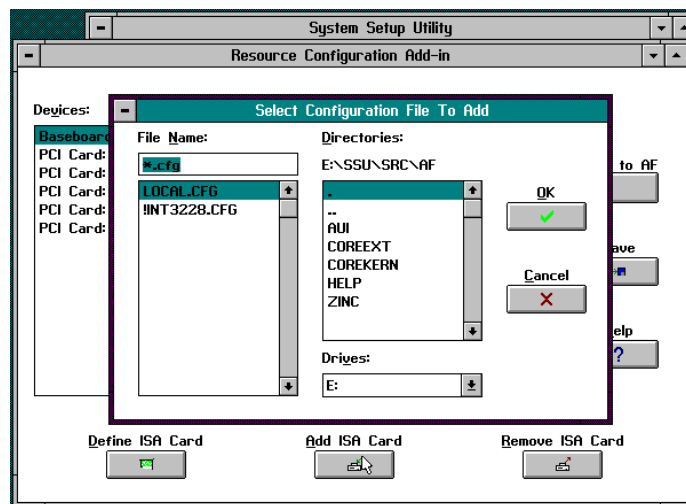 System Setup Utility
Resource Configuration Add-in
Devices:
Baseboard
PCI Card:
PCI Card:
PCI Card:
PCI Card:
PCI Card:
to AF
ave
elp
?
Select Configuration File To Add
File Name:
*.cfg
LOCAL.CFG
!INT3228.CFG
Directories:
E:\SSU\SRC\AF
.
..
AUI
COREEXT
COREKERN
HELP
ZINC
Drives:
E:
OK
Cancel
Define ISA Card
Add ISA Card
Remove ISA Card